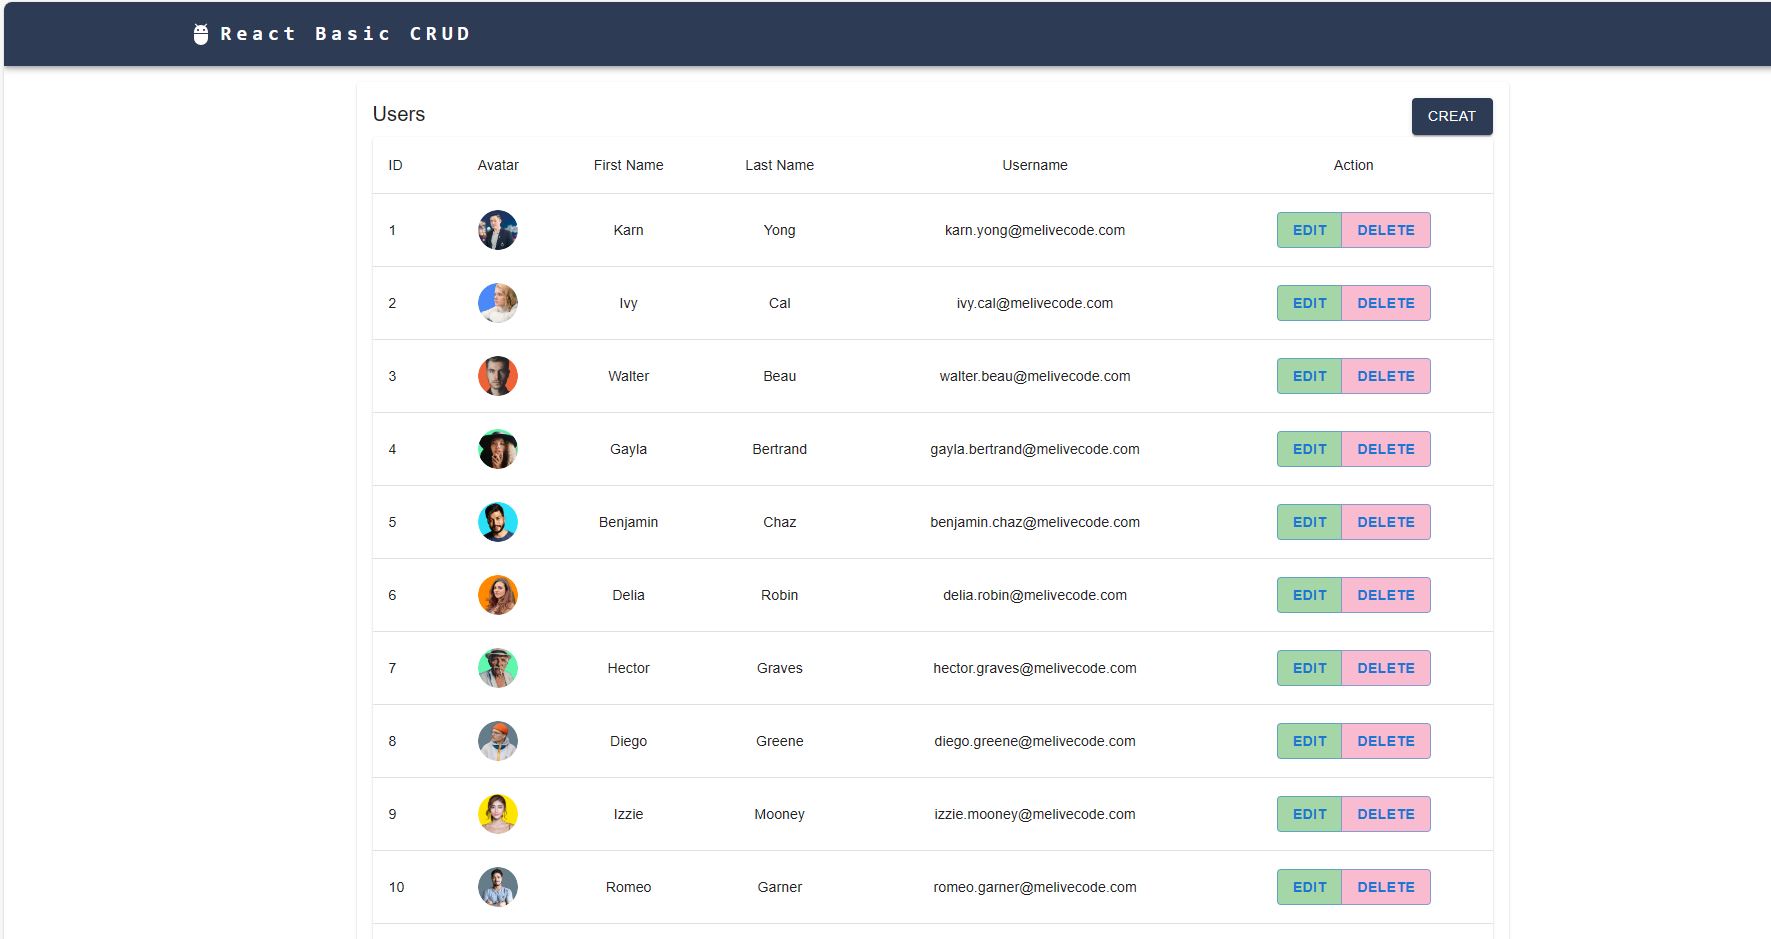 React Basic CRUD
Users
CREAT
ID Avatar First Name Last Name Username Action
1 Karn Yong karn.yong@melivecode.com EDIT DELETE
2 Ivy Cal ivy.cal@melivecode.com EDIT DELETE
3 Walter Beau walter.beau@melivecode.com EDIT DELETE
4 Gayla Bertrand gayla.bertrand@melivecode.com EDIT DELETE
5 Benjamin Chaz benjamin.chaz@melivecode.com EDIT DELETE
6 Delia Robin delia.robin@melivecode.com EDIT DELETE
7 Hector Graves hector.graves@melivecode.com EDIT DELETE
8 Diego Greene diego.greene@melivecode.com EDIT DELETE
9 Izzie Mooney izzie.mooney@melivecode.com EDIT DELETE
10 Romeo Garner romeo.garner@melivecode.com EDIT DELETE